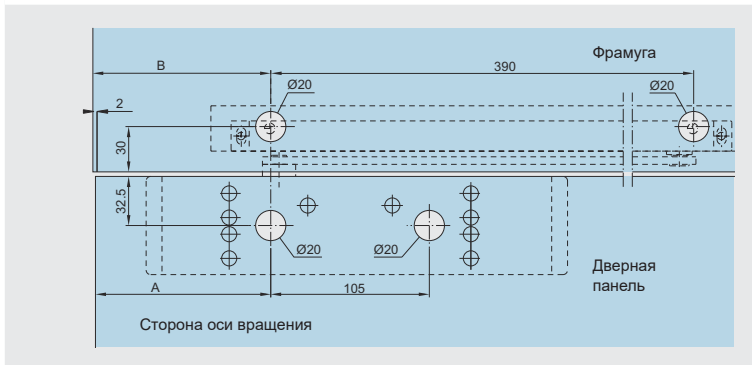 Фрамуга
B
390
Ø20
Ø20
2
30
32.5
Ø20
Ø20
Дверная
панель
A
105
Сторона оси вращения